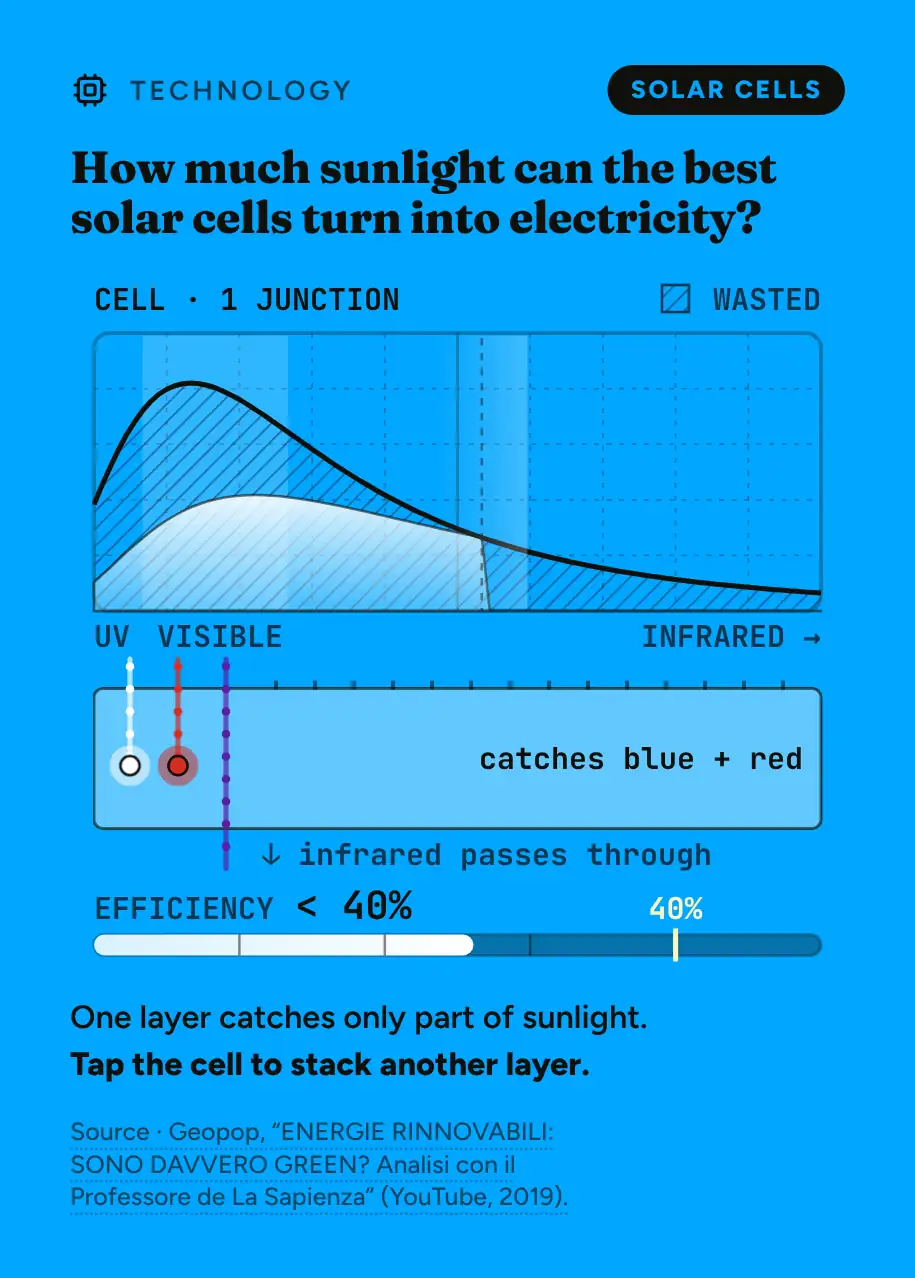 TECHNOLOGY
SOLAR CELLS
How much sunlight can the best
solar cells turn into electricity?
CELL · 1 JUNCTION
WASTED
UV VISIBLE
INFRARED →
catches blue + red
↓ infrared passes through
EFFICIENCY < 40%
40%
One layer catches only part of sunlight.
Tap the cell to stack another layer.
Source · Geopop, “ENERGIE RINNOVABILI:
SONO DAVVERO GREEN? Analisi con il
Professore de La Sapienza” (YouTube, 2019).